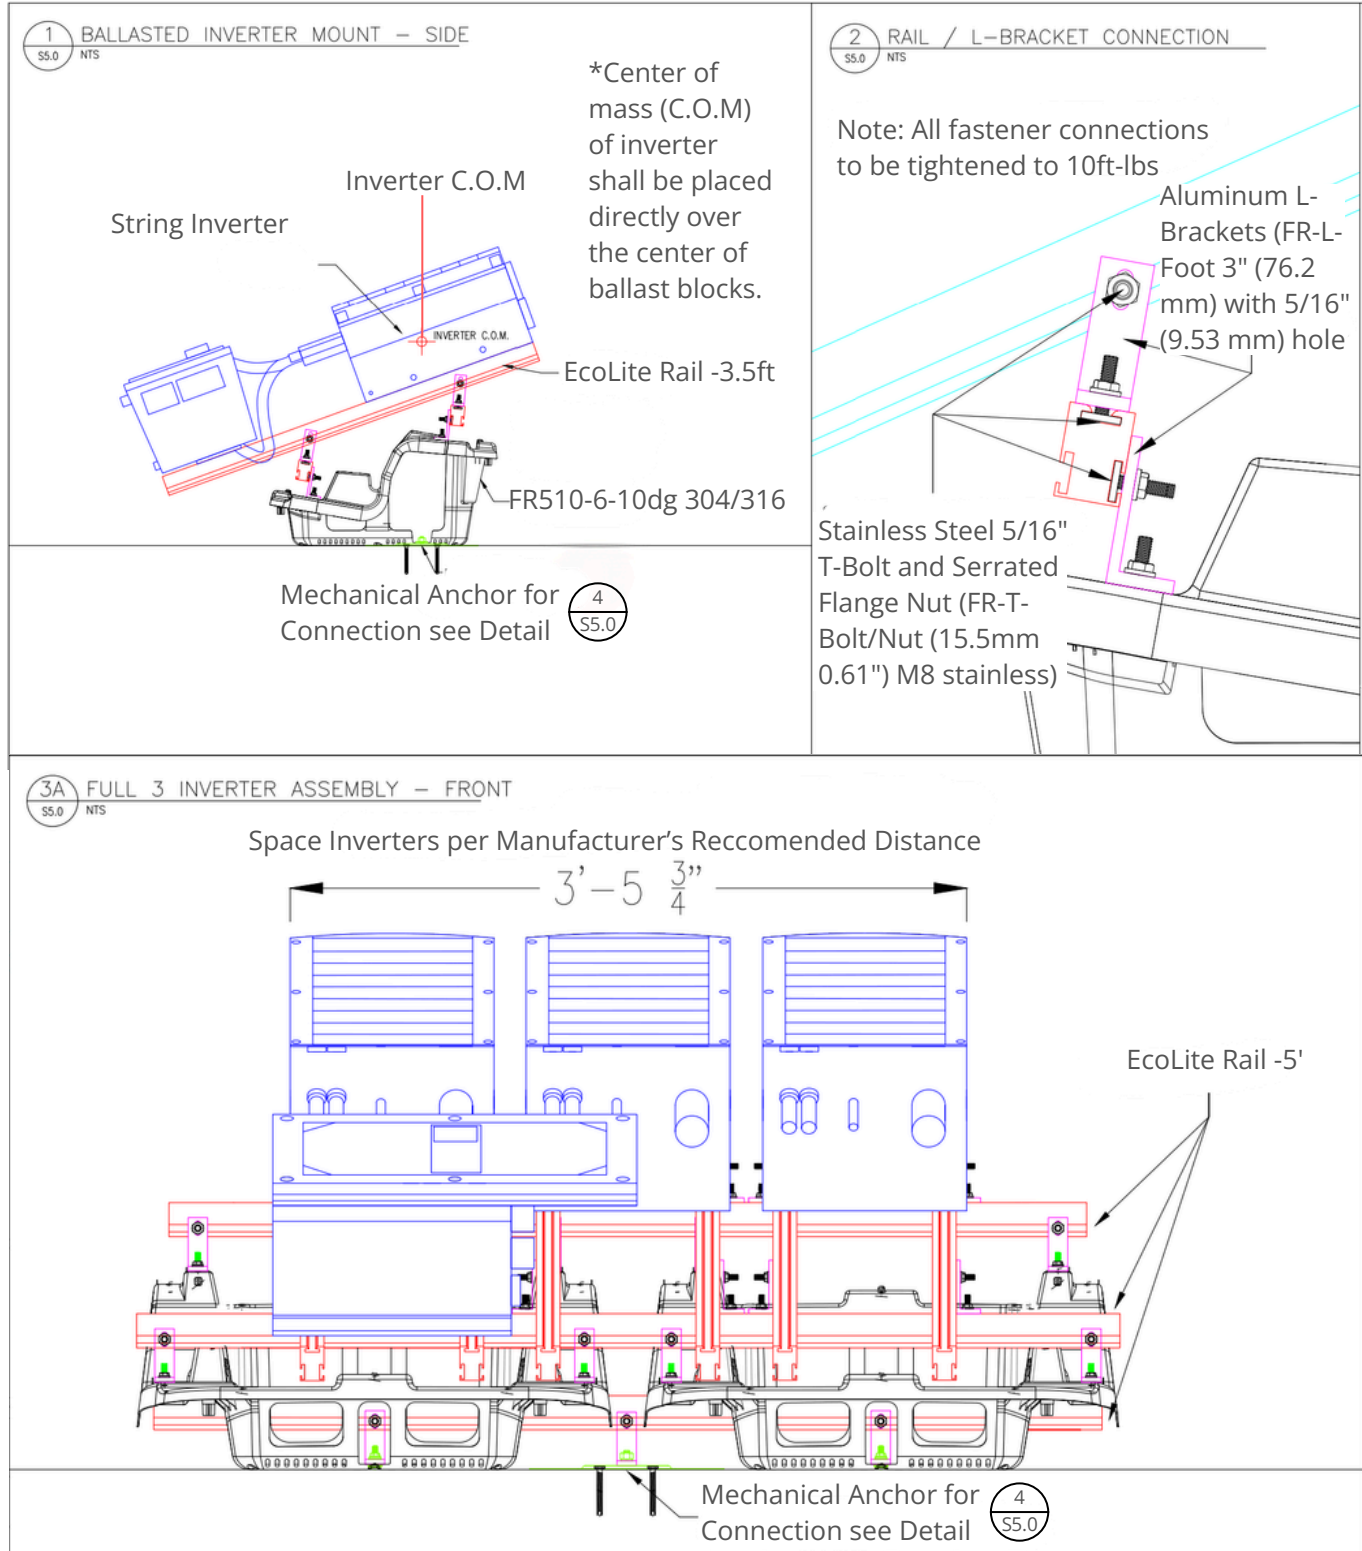 1
S5.0
BALLASTED INVERTER MOUNT – SIDE
NTS
*Center of
mass (C.O.M)
of inverter
shall be placed
directly over
the center of
ballast blocks.
Inverter C.O.M
String Inverter
INVERTER C.O.M.
EcoLite Rail -3.5ft
FR510-6-10dg 304/316
Mechanical Anchor for
Connection see Detail
4
S5.0
2
S5.0
RAIL / L–BRACKET CONNECTION
NTS
Note: All fastener connections
to be tightened to 10ft-lbs
Aluminum L-
Brackets (FR-L-
Foot 3" (76.2
mm) with 5/16"
(9.53 mm) hole
Stainless Steel 5/16"
T-Bolt and Serrated
Flange Nut (FR-T-
Bolt/Nut (15.5mm
0.61") M8 stainless)
3A
S5.0
FULL 3 INVERTER ASSEMBLY – FRONT
NTS
Space Inverters per Manufacturer’s Reccomended Distance
3'–5 3/4"
EcoLite Rail -5'
Mechanical Anchor for
Connection see Detail
4
S5.0